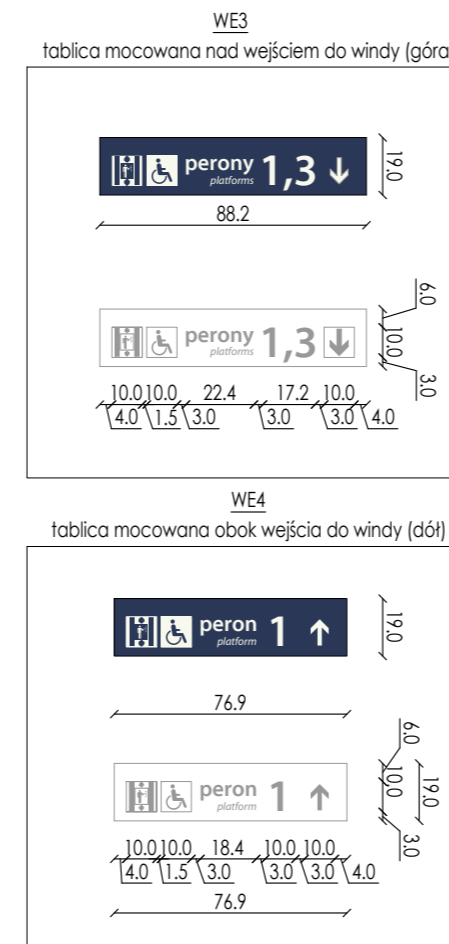 WE3
tablica mocowana nad wejściem do windy (góra
perony 1,3 ↓
platforms
19.0
88.2
6.0
perony 1,3 ↓
platforms
10.0
3.0
10.0 10.0 22.4 17.2 10.0
4.0 1.5 3.0 3.0 3.0 4.0
WE4
tablica mocowana obok wejścia do windy (dół)
peron 1 ↑
platform
19.0
76.9
6.0
peron 1 ↑
platform
10.0
19.0
3.0
10.0 10.0 18.4 10.0 10.0
4.0 1.5 3.0 3.0 3.0 4.0
76.9